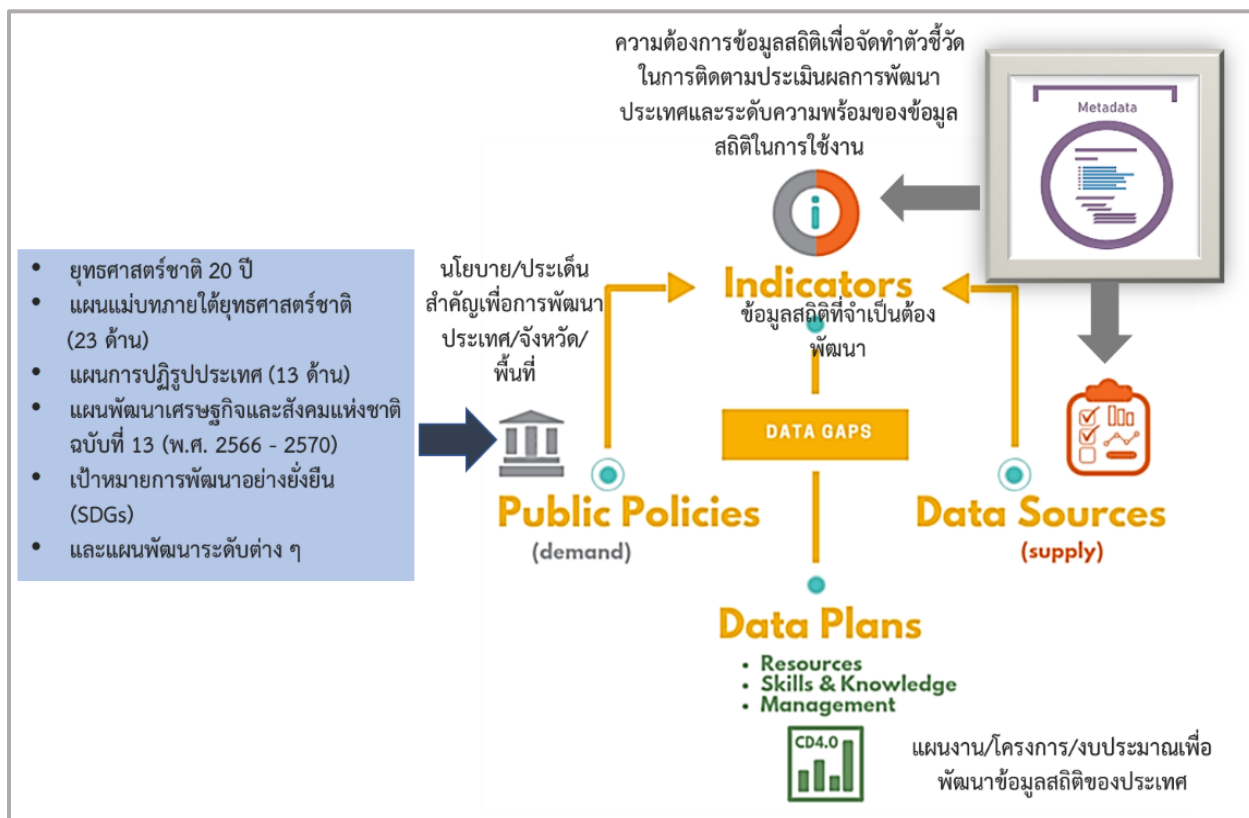 ความต้องการข้อมูลสถิติเพื่อจัดทำตัวชี้วัด
ในการติดตามประเมินผลการพัฒนา
ประเทศและระดับความพร้อมของข้อมูล
สถิติในการใช้งาน
Metadata
• ยุทธศาสตร์ชาติ 20 ปี
• แผนแม่บทภายใต้ยุทธศาสตร์ชาติ
(23 ด้าน)
• แผนการปฏิรูปประเทศ (13 ด้าน)
• แผนพัฒนาเศรษฐกิจและสังคมแห่งชาติ
ฉบับที่ 13 (พ.ศ. 2566 - 2570)
• เป้าหมายการพัฒนาอย่างยั่งยืน
(SDGs)
• และแผนพัฒนาระดับต่าง ๆ
นโยบาย/ประเด็น
สำคัญเพื่อการพัฒนา
ประเทศ/จังหวัด/
พื้นที่
Indicators
ข้อมูลสถิติที่จำเป็นต้อง
พัฒนา
DATA GAPS
Public Policies
(demand)
Data Sources
(supply)
Data Plans
• Resources
• Skills & Knowledge
• Management
CD4.0
แผนงาน/โครงการ/งบประมาณเพื่อ
พัฒนาข้อมูลสถิติของประเทศ